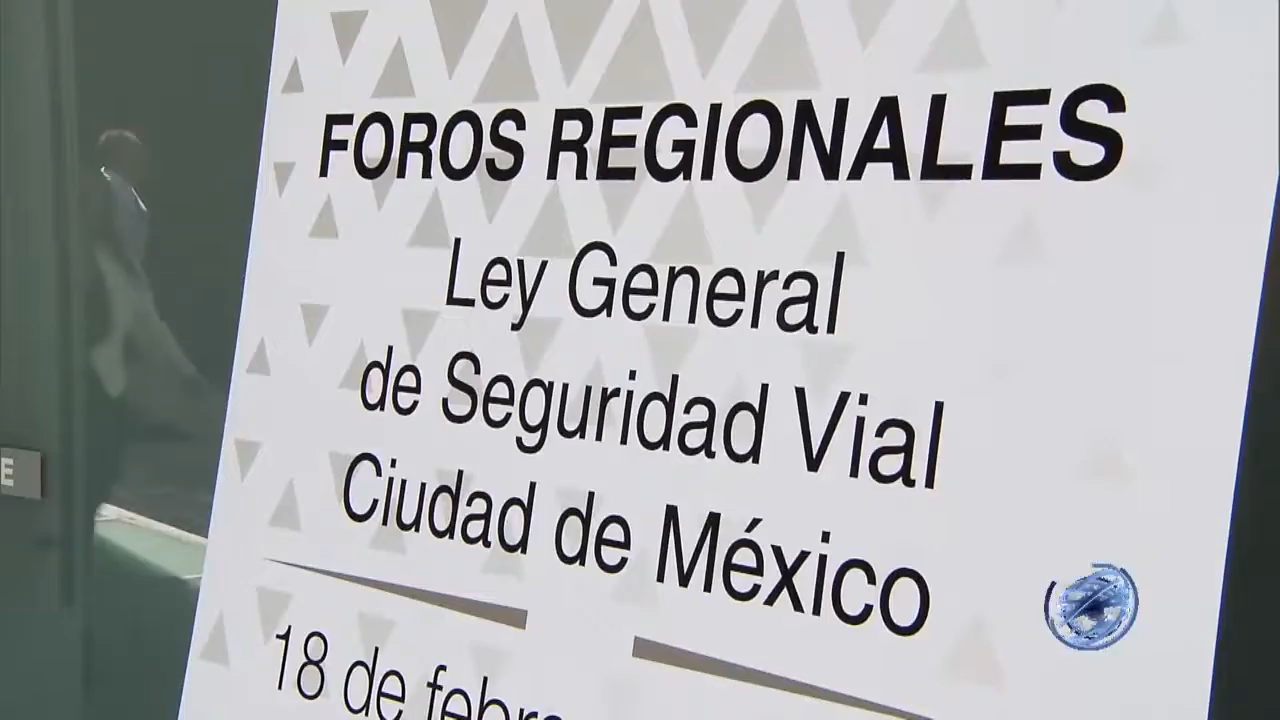 FOROS REGIONALES
Ley General
de Seguridad Vial
Ciudad de México
18 de
E